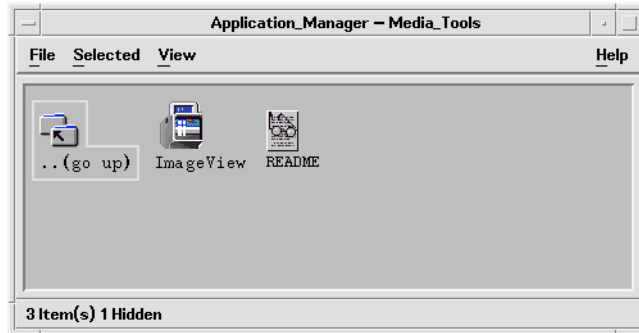 Application_Manager – Media_Tools
File Selected View Help
..(go up) ImageView README
3 Item(s) 1 Hidden